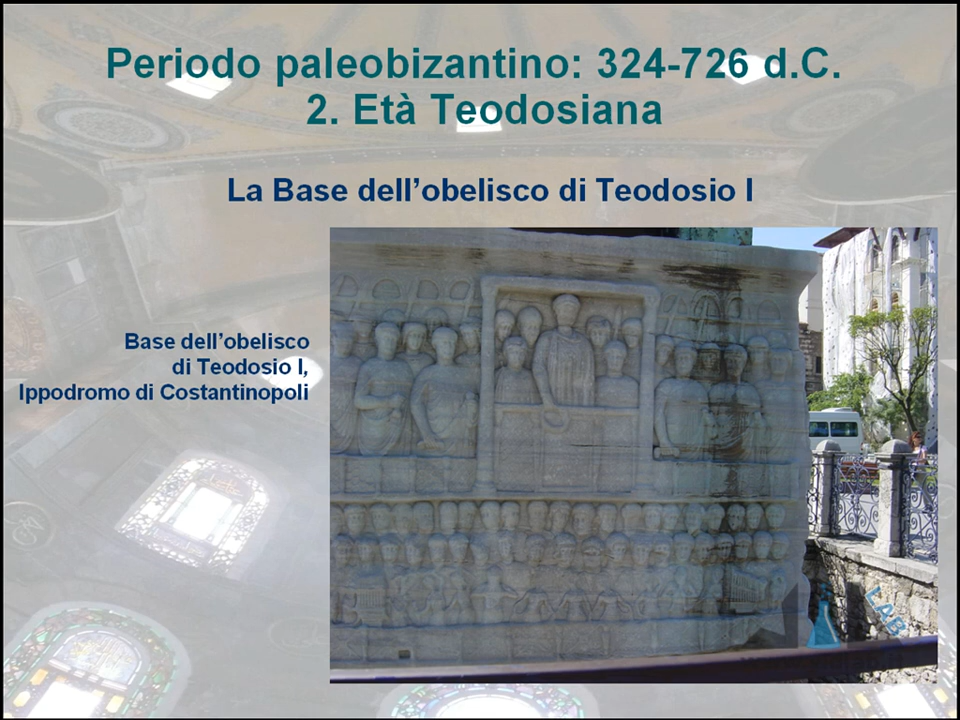 Periodo paleobizantino: 324-726 d.C.
2. Età Teodosiana
La Base dell’obelisco di Teodosio I
Base dell’obelisco
di Teodosio I,
Ippodromo di Costantinopoli
LAB